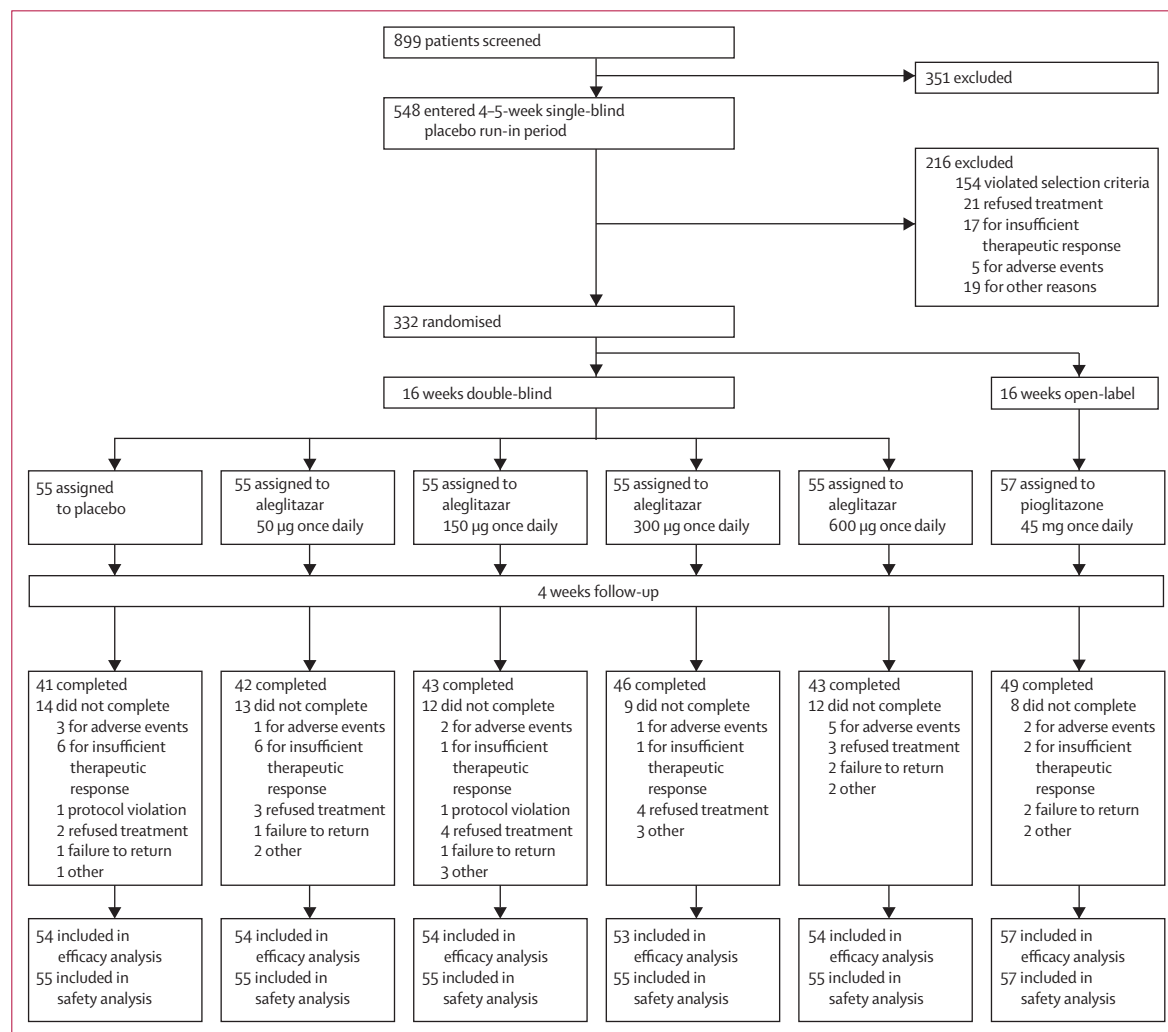 899 patients screened
351 excluded
548 entered 4–5-week single-blind
placebo run-in period
216 excluded
154 violated selection criteria
21 refused treatment
17 for insufficient
therapeutic response
5 for adverse events
19 for other reasons
332 randomised
16 weeks double-blind
16 weeks open-label
55 assigned
to placebo
55 assigned to
aleglitazar
50 µg once daily
55 assigned to
aleglitazar
150 µg once daily
55 assigned to
aleglitazar
300 µg once daily
55 assigned to
aleglitazar
600 µg once daily
57 assigned to
pioglitazone
45 mg once daily
4 weeks follow-up
41 completed
14 did not complete
3 for adverse events
6 for insufficient
therapeutic
response
1 protocol violation
2 refused treatment
1 failure to return
1 other
42 completed
13 did not complete
1 for adverse events
6 for insufficient
therapeutic
response
3 refused treatment
1 failure to return
2 other
43 completed
12 did not complete
2 for adverse events
1 for insufficient
therapeutic
response
1 protocol violation
4 refused treatment
1 failure to return
3 other
46 completed
9 did not complete
1 for adverse events
1 for insufficient
therapeutic
response
4 refused treatment
3 other
43 completed
12 did not complete
5 for adverse events
3 refused treatment
2 failure to return
2 other
49 completed
8 did not complete
2 for adverse events
2 for insufficient
therapeutic
response
2 failure to return
2 other
54 included in
efficacy analysis
55 included in
safety analysis
54 included in
efficacy analysis
55 included in
safety analysis
54 included in
efficacy analysis
55 included in
safety analysis
53 included in
efficacy analysis
55 included in
safety analysis
54 included in
efficacy analysis
55 included in
safety analysis
57 included in
efficacy analysis
57 included in
safety analysis